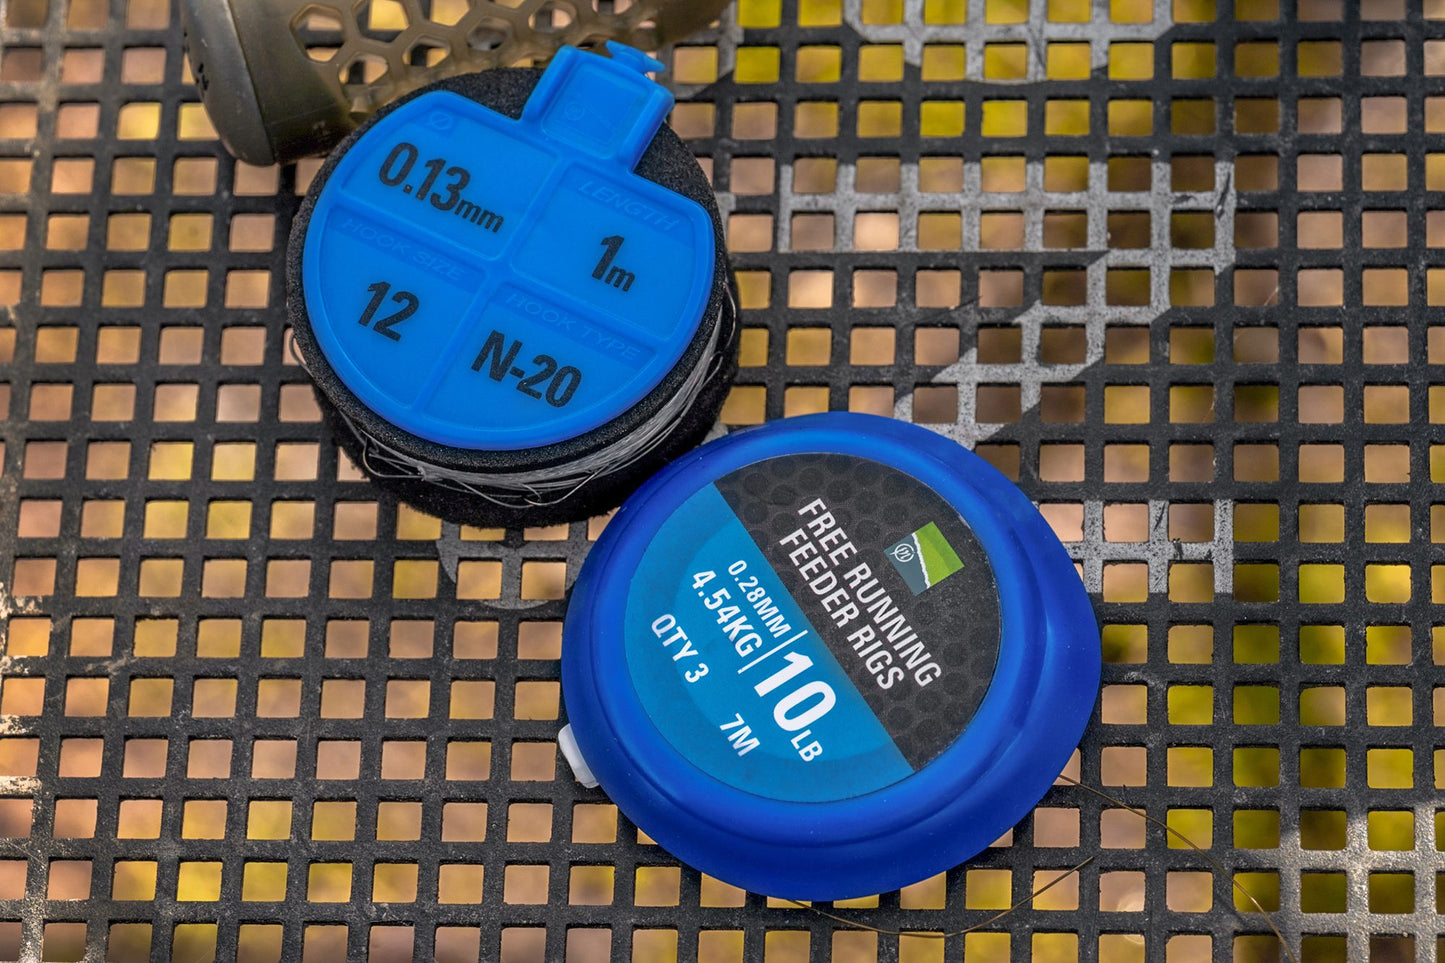 Ø
0.13mm
LENGTH
1m
HOOK SIZE
12
HOOK TYPE
N-20
FREE RUNNING
FEEDER RIGS
0.28MM
4.54KG
10LB
QTY 3
7M